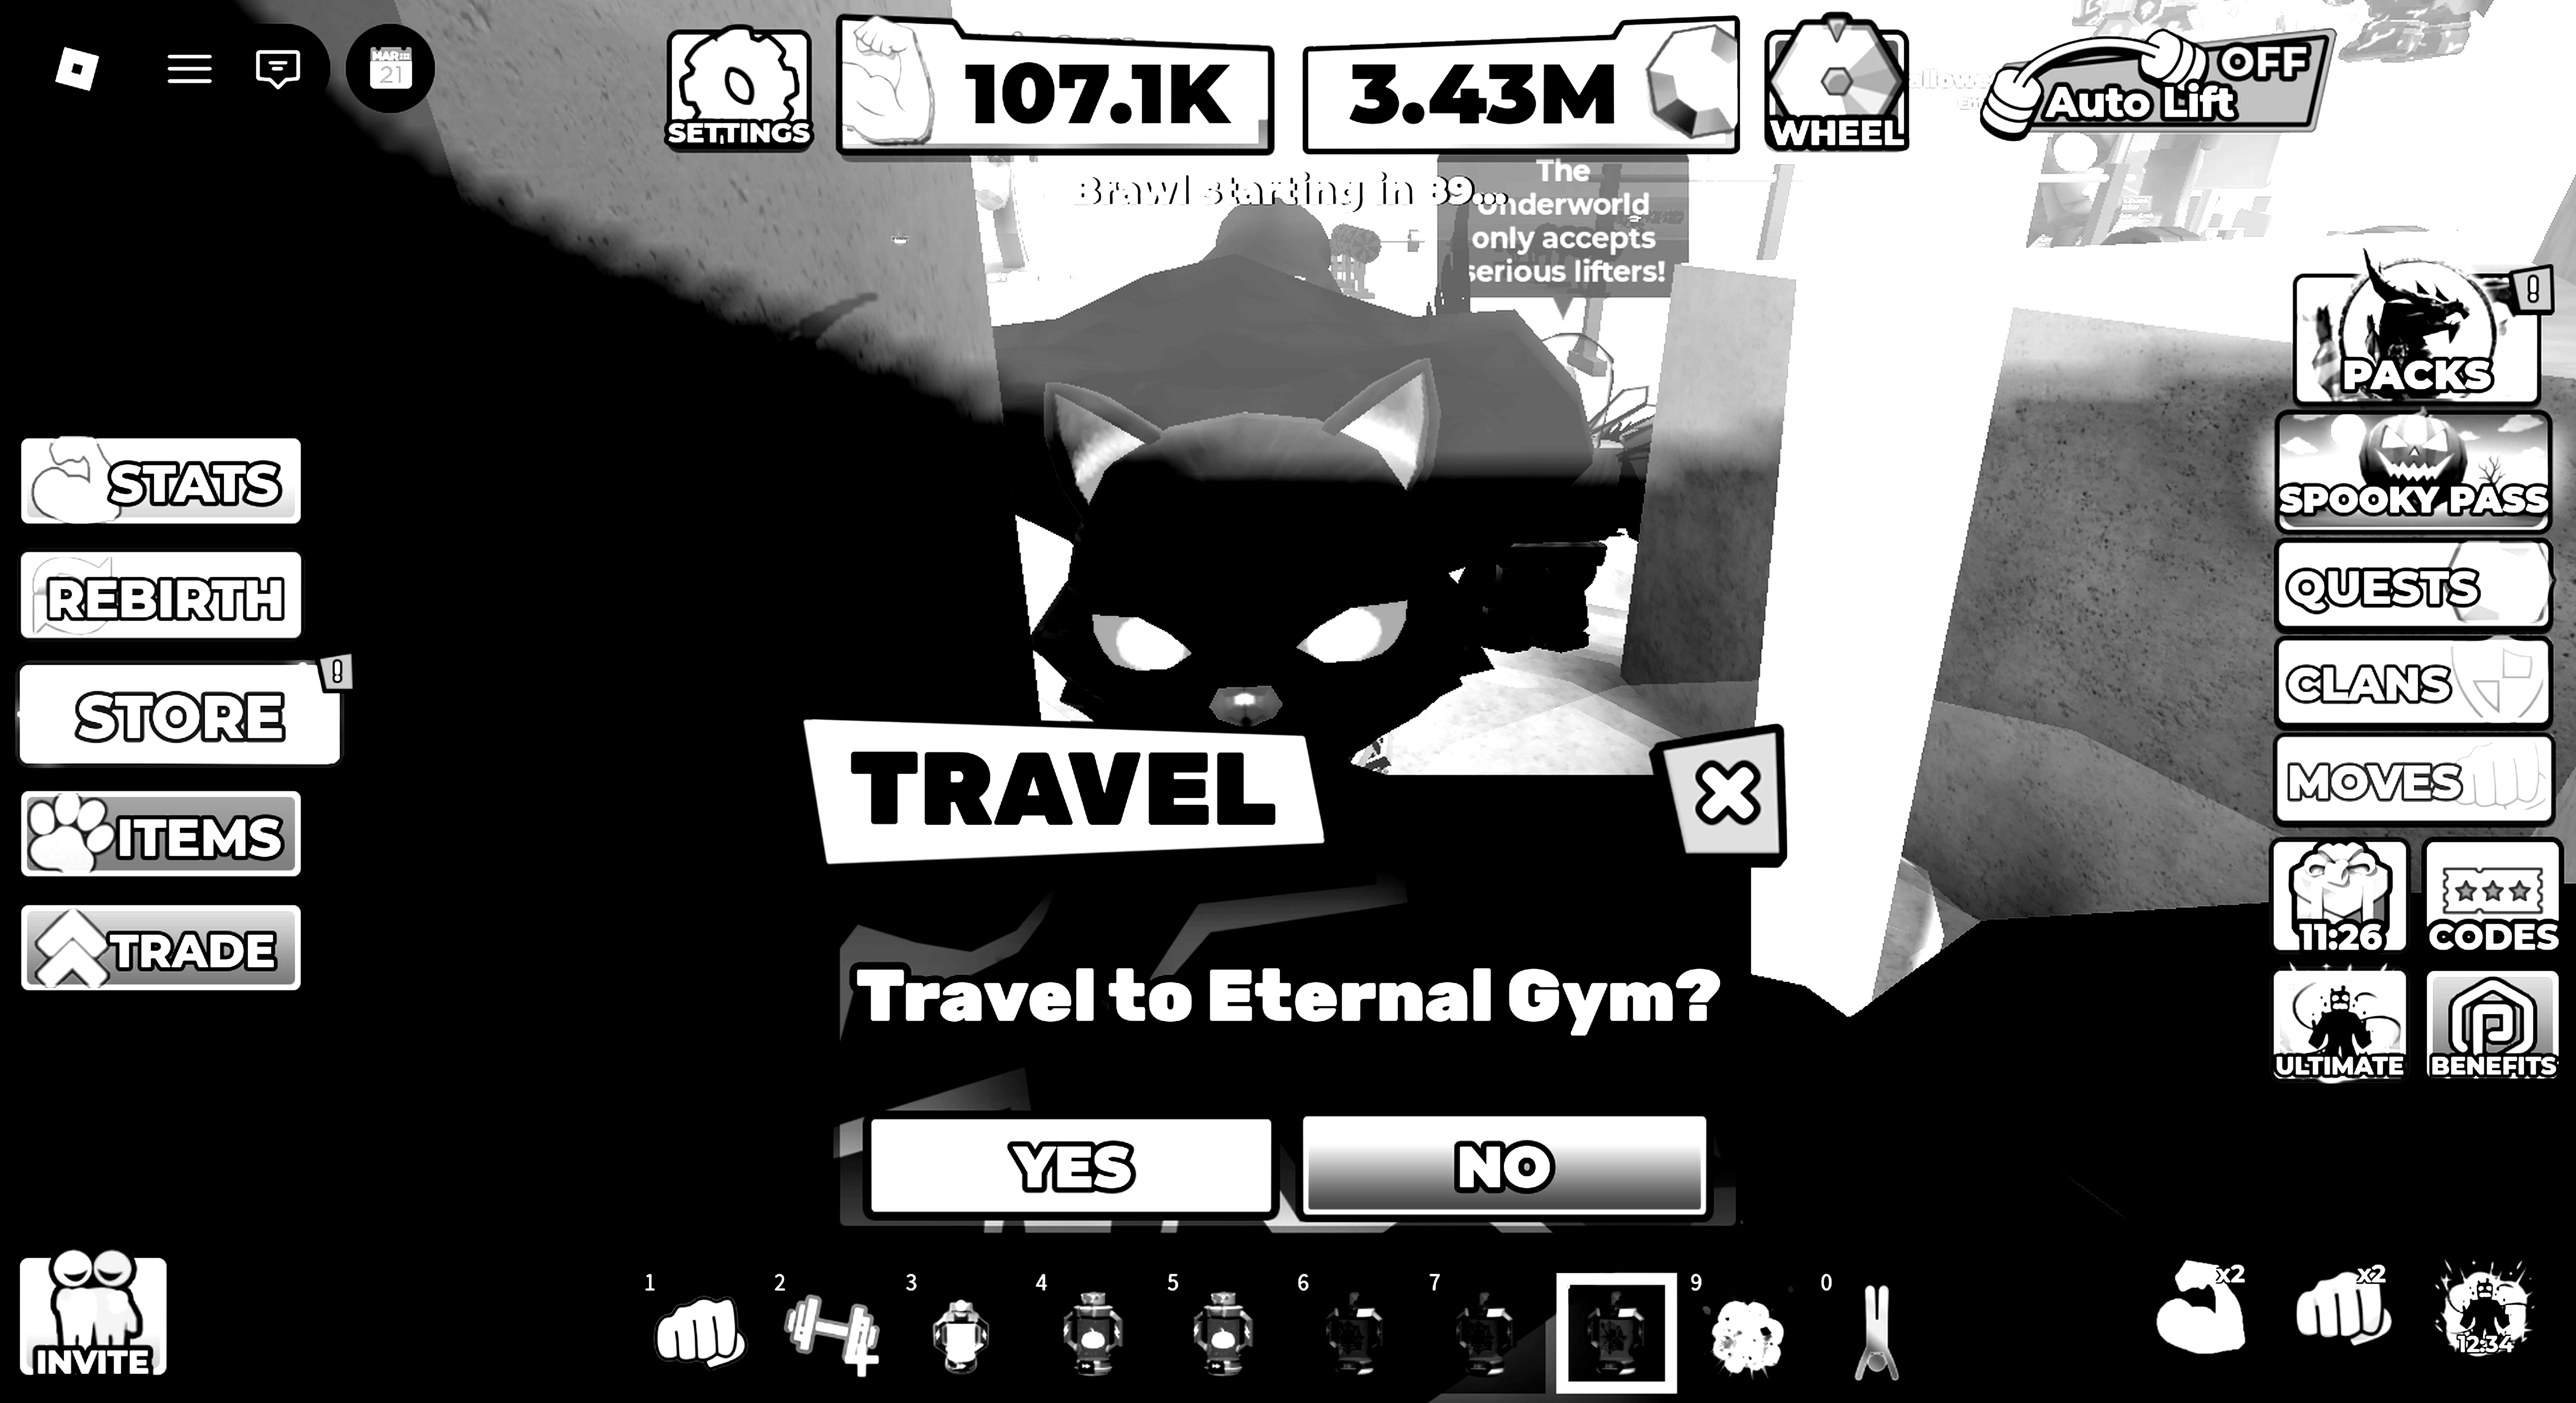 MAR
21
SETTINGS
107.1K
3.43M
WHEEL
OFF
Auto Lift
Brawl starting in 39...
The
Underworld
only accepts
serious lifters!
PACKS
SPOOKY PASS
STATS
QUESTS
REBIRTH
CLANS
STORE
MOVES
TRAVEL
ITEMS
11:26
CODES
TRADE
Travel to Eternal Gym?
ULTIMATE
BENEFITS
YES
NO
INVITE
1
2
3
4
5
6
7
9
0
x2
x2
12:34